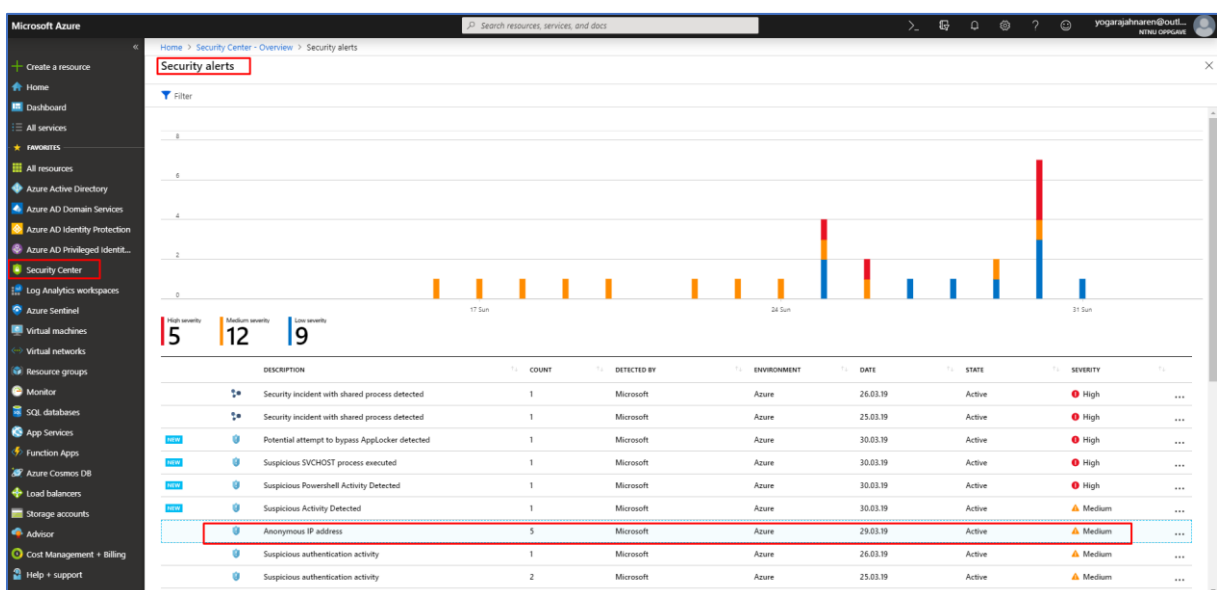 Microsoft Azure
Search resources, services, and docs
yogarajahnaren@outl...
NTNU OPPGAVE
Home > Security Center - Overview > Security alerts
Security alerts
Filter
Create a resource
Home
Dashboard
All services
FAVORITES
All resources
Azure Active Directory
Azure AD Domain Services
Azure AD Identity Protection
Azure AD Privileged Identit...
Security Center
Log Analytics workspaces
Azure Sentinel
Virtual machines
Virtual networks
Resource groups
Monitor
SQL databases
App Services
Function Apps
Azure Cosmos DB
Load balancers
Storage accounts
Advisor
Cost Management + Billing
Help + support
8
6
4
2
0
17 Sun
24 Sun
31 Sun
High severity
5
Medium severity
12
Low severity
9
DESCRIPTION COUNT DETECTED BY ENVIRONMENT DATE STATE SEVERITY
Security incident with shared process detected 1 Microsoft Azure 26.03.19 Active High ...
Security incident with shared process detected 1 Microsoft Azure 25.03.19 Active High ...
NEW Potential attempt to bypass AppLocker detected 1 Microsoft Azure 30.03.19 Active High ...
NEW Suspicious SVCHOST process executed 1 Microsoft Azure 30.03.19 Active High ...
NEW Suspicious Powershell Activity Detected 1 Microsoft Azure 30.03.19 Active High ...
NEW Suspicious Activity Detected 1 Microsoft Azure 30.03.19 Active Medium ...
Anonymous IP address 5 Microsoft Azure 29.03.19 Active Medium ...
Suspicious authentication activity 1 Microsoft Azure 26.03.19 Active Medium ...
Suspicious authentication activity 2 Microsoft Azure 25.03.19 Active Medium ...